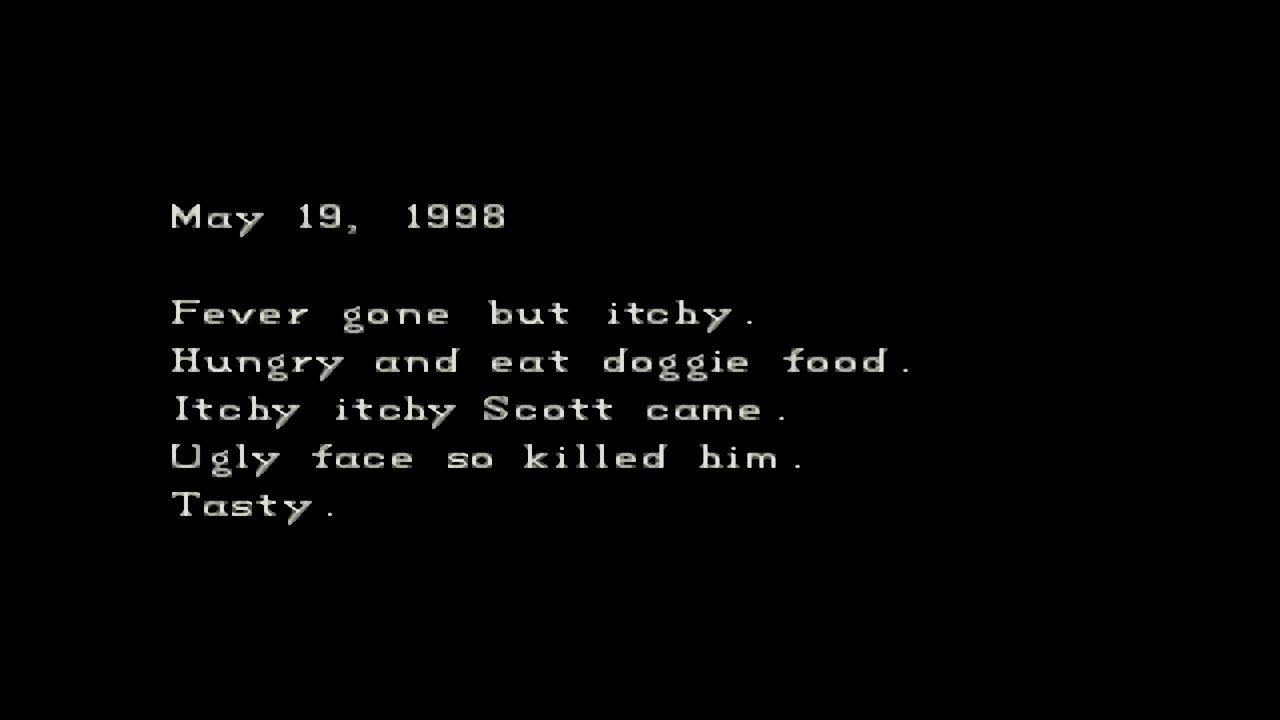 May 19, 1998
Fever gone but itchy.
Hungry and eat doggie food.
Itchy itchy Scott came.
Ugly face so killed him.
Tasty.